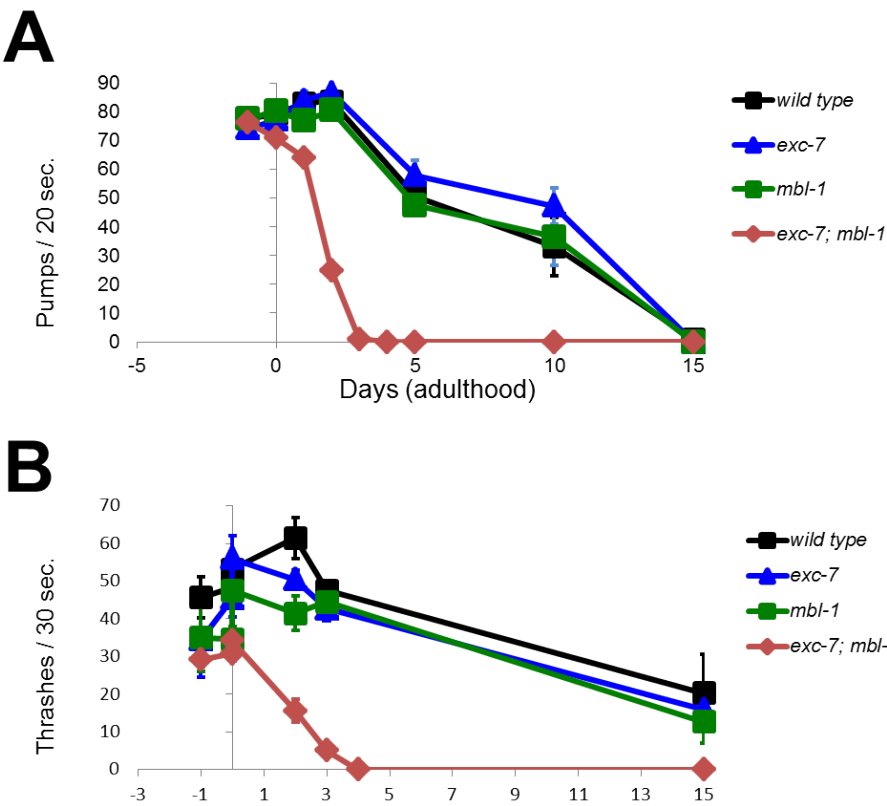 A
Pumps / 20 sec.
90
80
70
60
50
40
30
20
10
0
-5
0
5
10
15
Days (adulthood)
wild type
exc-7
mbl-1
exc-7; mbl-1
B
Thrashes / 30 sec.
70
60
50
40
30
20
10
0
-3
-1
1
3
5
7
9
11
13
15
wild type
exc-7
mbl-1
exc-7; mbl-